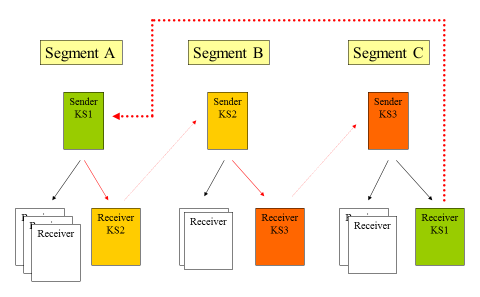 Segment A
Segment B
Segment C
Sender
KS1
Sender
KS2
Sender
KS3
Receiver
Receiver
KS2
Receiver
Receiver
KS3
Receiver
Receiver
KS1